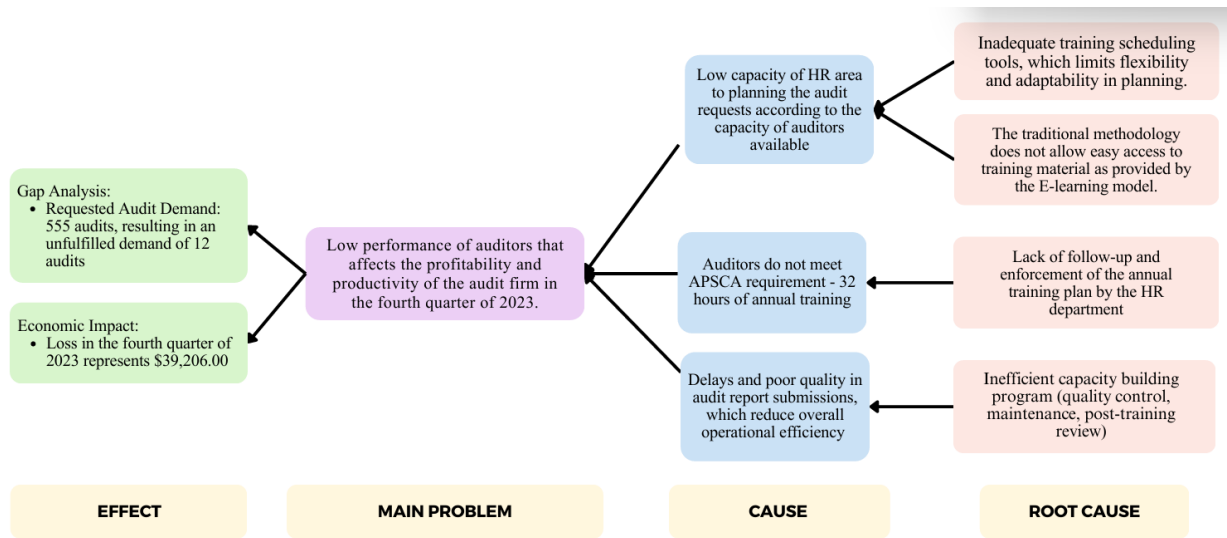 Gap Analysis:
• Requested Audit Demand:
555 audits, resulting in an
unfulfilled demand of 12
audits
Economic Impact:
• Loss in the fourth quarter of
2023 represents $39,206.00
Low performance of auditors that
affects the profitability and
productivity of the audit firm in
the fourth quarter of 2023.
Low capacity of HR area
to planning the audit
requests according to the
capacity of auditors
available
Auditors do not meet
APSCA requirement - 32
hours of annual training
Delays and poor quality in
audit report submissions,
which reduce overall
operational efficiency
Inadequate training scheduling
tools, which limits flexibility
and adaptability in planning.
The traditional methodology
does not allow easy access to
training material as provided by
the E-learning model.
Lack of follow-up and
enforcement of the annual
training plan by the HR
department
Inefficient capacity building
program (quality control,
maintenance, post-training
review)
EFFECT
MAIN PROBLEM
CAUSE
ROOT CAUSE